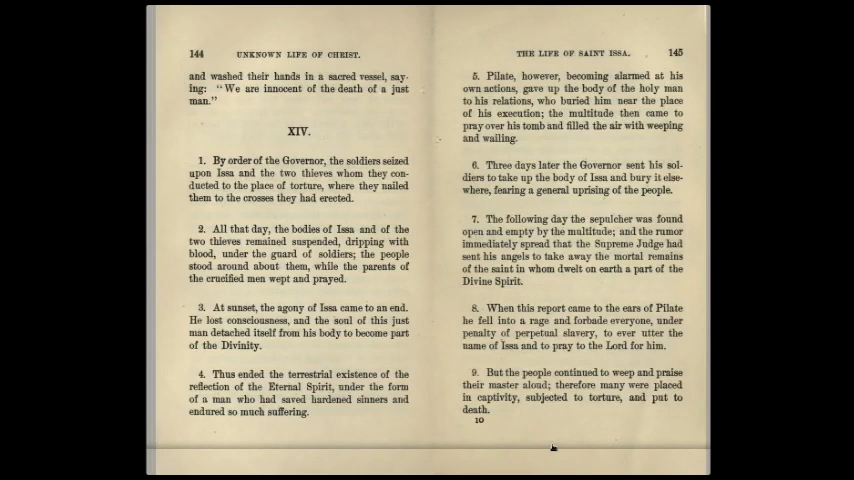 144 UNKNOWN LIFE OF CHRIST.
and washed their hands in a sacred vessel, say-
ing: "We are innocent of the death of a just
man."
XIV.
1. By order of the Governor, the soldiers seized
upon Issa and the two thieves whom they con-
ducted to the place of torture, where they nailed
them to the crosses they had erected.
2. All that day, the bodies of Issa and of the
two thieves remained suspended, dripping with
blood, under the guard of soldiers; the people
stood around about them, while the parents of
the crucified men wept and prayed.
3. At sunset, the agony of Issa came to an end.
He lost consciousness, and the soul of this just
man detached itself from his body to become part
of the Divinity.
4. Thus ended the terrestrial existence of the
reflection of the Eternal Spirit, under the form
of a man who had saved hardened sinners and
endured so much suffering.
THE LIFE OF SAINT ISSA. 145
5. Pilate, however, becoming alarmed at his
own actions, gave up the body of the holy man
to his relations, who buried him near the place
of his execution; the multitude then came to
pray over his tomb and filled the air with weeping
and wailing.
6. Three days later the Governor sent his sol-
diers to take up the body of Issa and bury it else-
where, fearing a general uprising of the people.
7. The following day the sepulcher was found
open and empty by the multitude; and the rumor
immediately spread that the Supreme Judge had
sent his angels to take away the mortal remains
of the saint in whom dwelt on earth a part of the
Divine Spirit.
8. When this report came to the ears of Pilate
he fell into a rage and forbade everyone, under
penalty of perpetual slavery, to ever utter the
name of Issa and to pray to the Lord for him.
9. But the people continued to weep and praise
their master aloud; therefore many were placed
in captivity, subjected to torture, and put to
death.
10